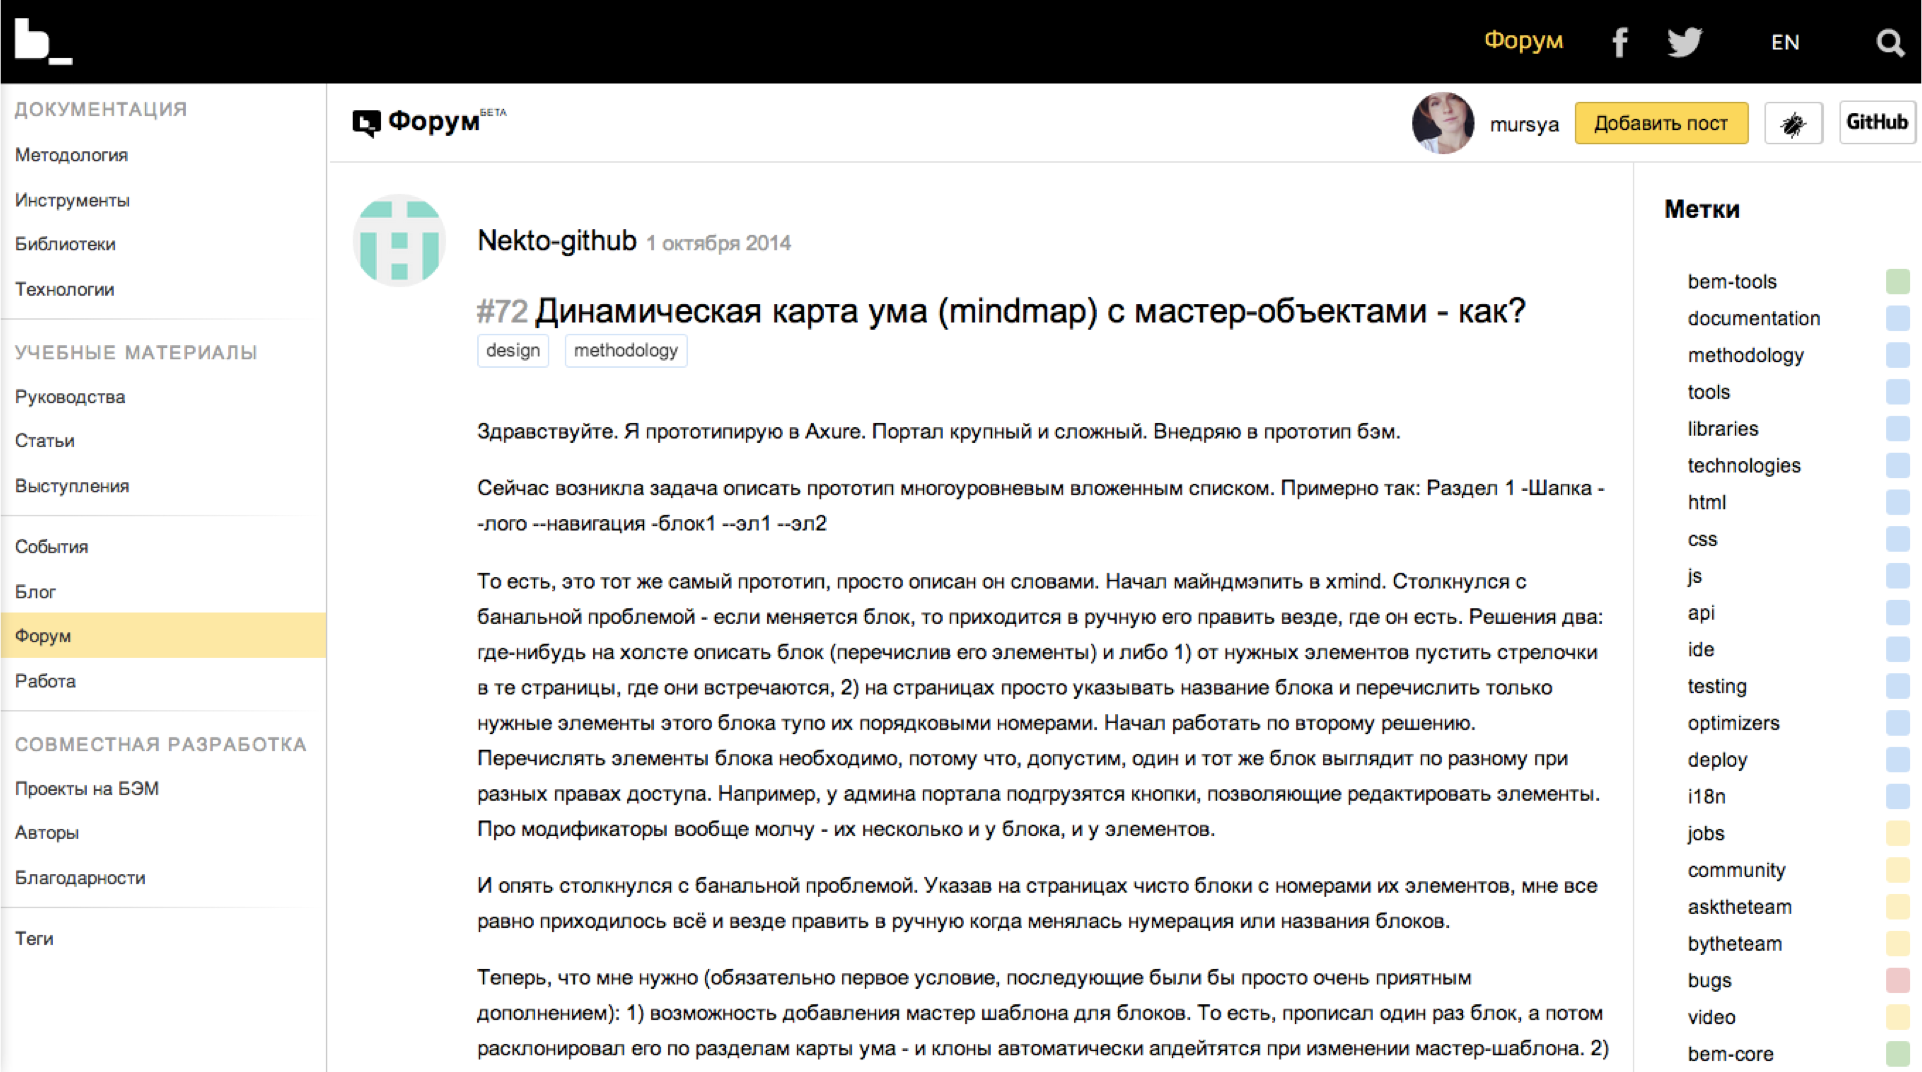 b_
Форум
EN
ДОКУМЕНТАЦИЯ
Методология
Инструменты
Библиотеки
Технологии
УЧЕБНЫЕ МАТЕРИАЛЫ
Руководства
Статьи
Выступления
События
Блог
Форум
Работа
СОВМЕСТНАЯ РАЗРАБОТКА
Проекты на БЭМ
Авторы
Благодарности
Теги
Форум БЕТА
mursya
Добавить пост
GitHub
Nekto-github 1 октября 2014
#72 Динамическая карта ума (mindmap) с мастер-объектами - как?
design methodology
Здравствуйте. Я прототипирую в Axure. Портал крупный и сложный. Внедряю в прототип бэм.
Сейчас возникла задача описать прототип многоуровневым вложенным списком. Примерно так: Раздел 1 -Шапка -
-лого --навигация -блок1 --эл1 --эл2
То есть, это тот же самый прототип, просто описан он словами. Начал майндмэпить в xmind. Столкнулся с
банальной проблемой - если меняется блок, то приходится в ручную его править везде, где он есть. Решения два:
где-нибудь на холсте описать блок (перечислив его элементы) и либо 1) от нужных элементов пустить стрелочки
в те страницы, где они встречаются, 2) на страницах просто указывать название блока и перечислить только
нужные элементы этого блока тупо их порядковыми номерами. Начал работать по второму решению.
Перечислять элементы блока необходимо, потому что, допустим, один и тот же блок выглядит по разному при
разных правах доступа. Например, у админа портала подгрузятся кнопки, позволяющие редактировать элементы.
Про модификаторы вообще молчу - их несколько и у блока, и у элементов.
И опять столкнулся с банальной проблемой. Указав на страницах чисто блоки с номерами их элементов, мне все
равно приходилось всё и везде править в ручную когда менялась нумерация или названия блоков.
Теперь, что мне нужно (обязательно первое условие, последующие были бы просто очень приятным
дополнением): 1) возможность добавления мастер шаблона для блоков. То есть, прописал один раз блок, а потом
расклонировал его по разделам карты ума - и клоны автоматически апдейтятся при изменении мастер-шаблона. 2)
Метки
bem-tools
documentation
methodology
tools
libraries
technologies
html
css
js
api
ide
testing
optimizers
deploy
i18n
jobs
community
asktheteam
bytheteam
bugs
video
bem-core